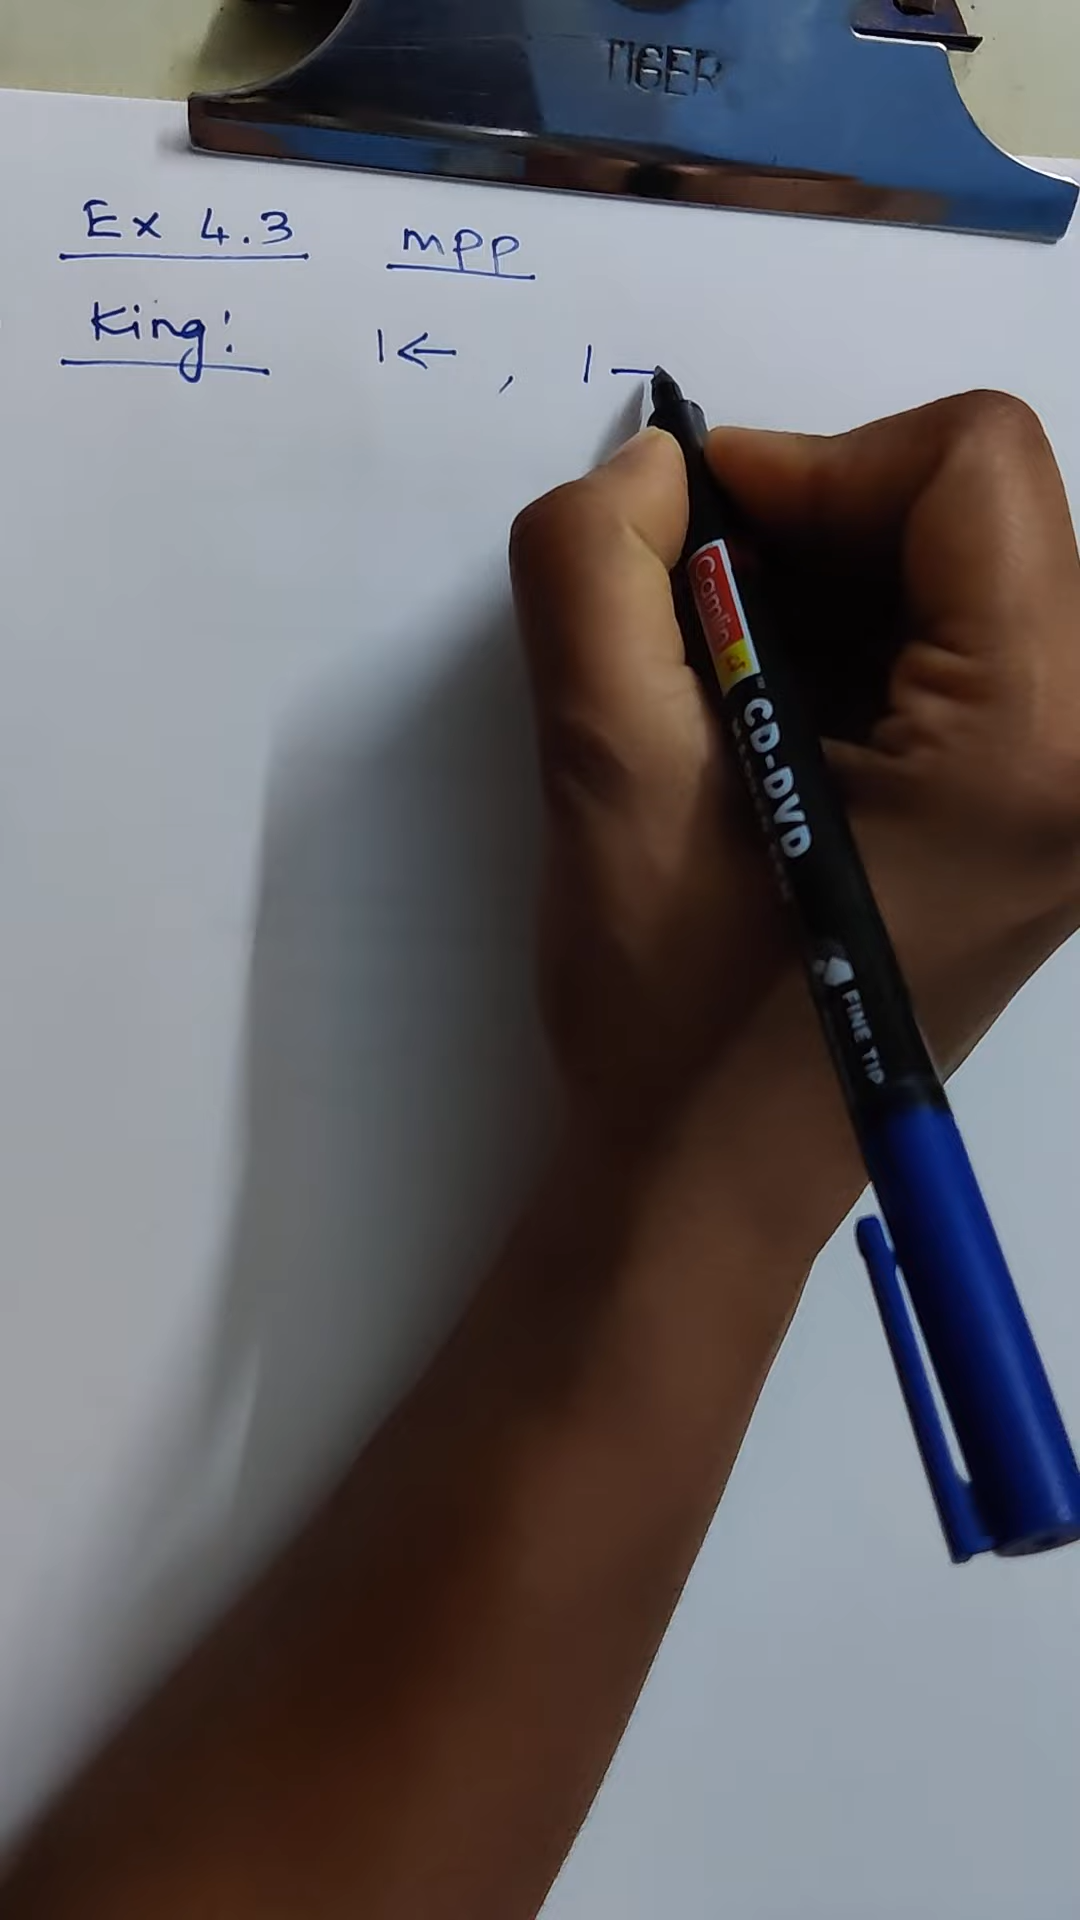 TIGER
Ex 4.3 mpp
King: 1← , 1—
Camlin
CD-DVD
FINE TIP